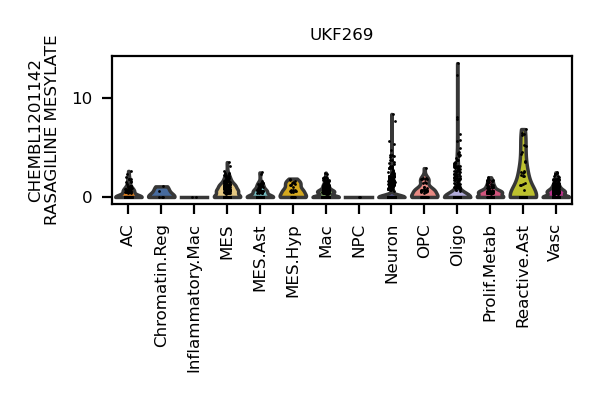 UKF269
CHEMBL1201142
RASAGILINE MESYLATE
10
0
AC
Chromatin.Reg
Inflammatory.Mac
MES
MES.Ast
MES.Hyp
Mac
NPC
Neuron
OPC
Oligo
Prolif.Metab
Reactive.Ast
Vasc